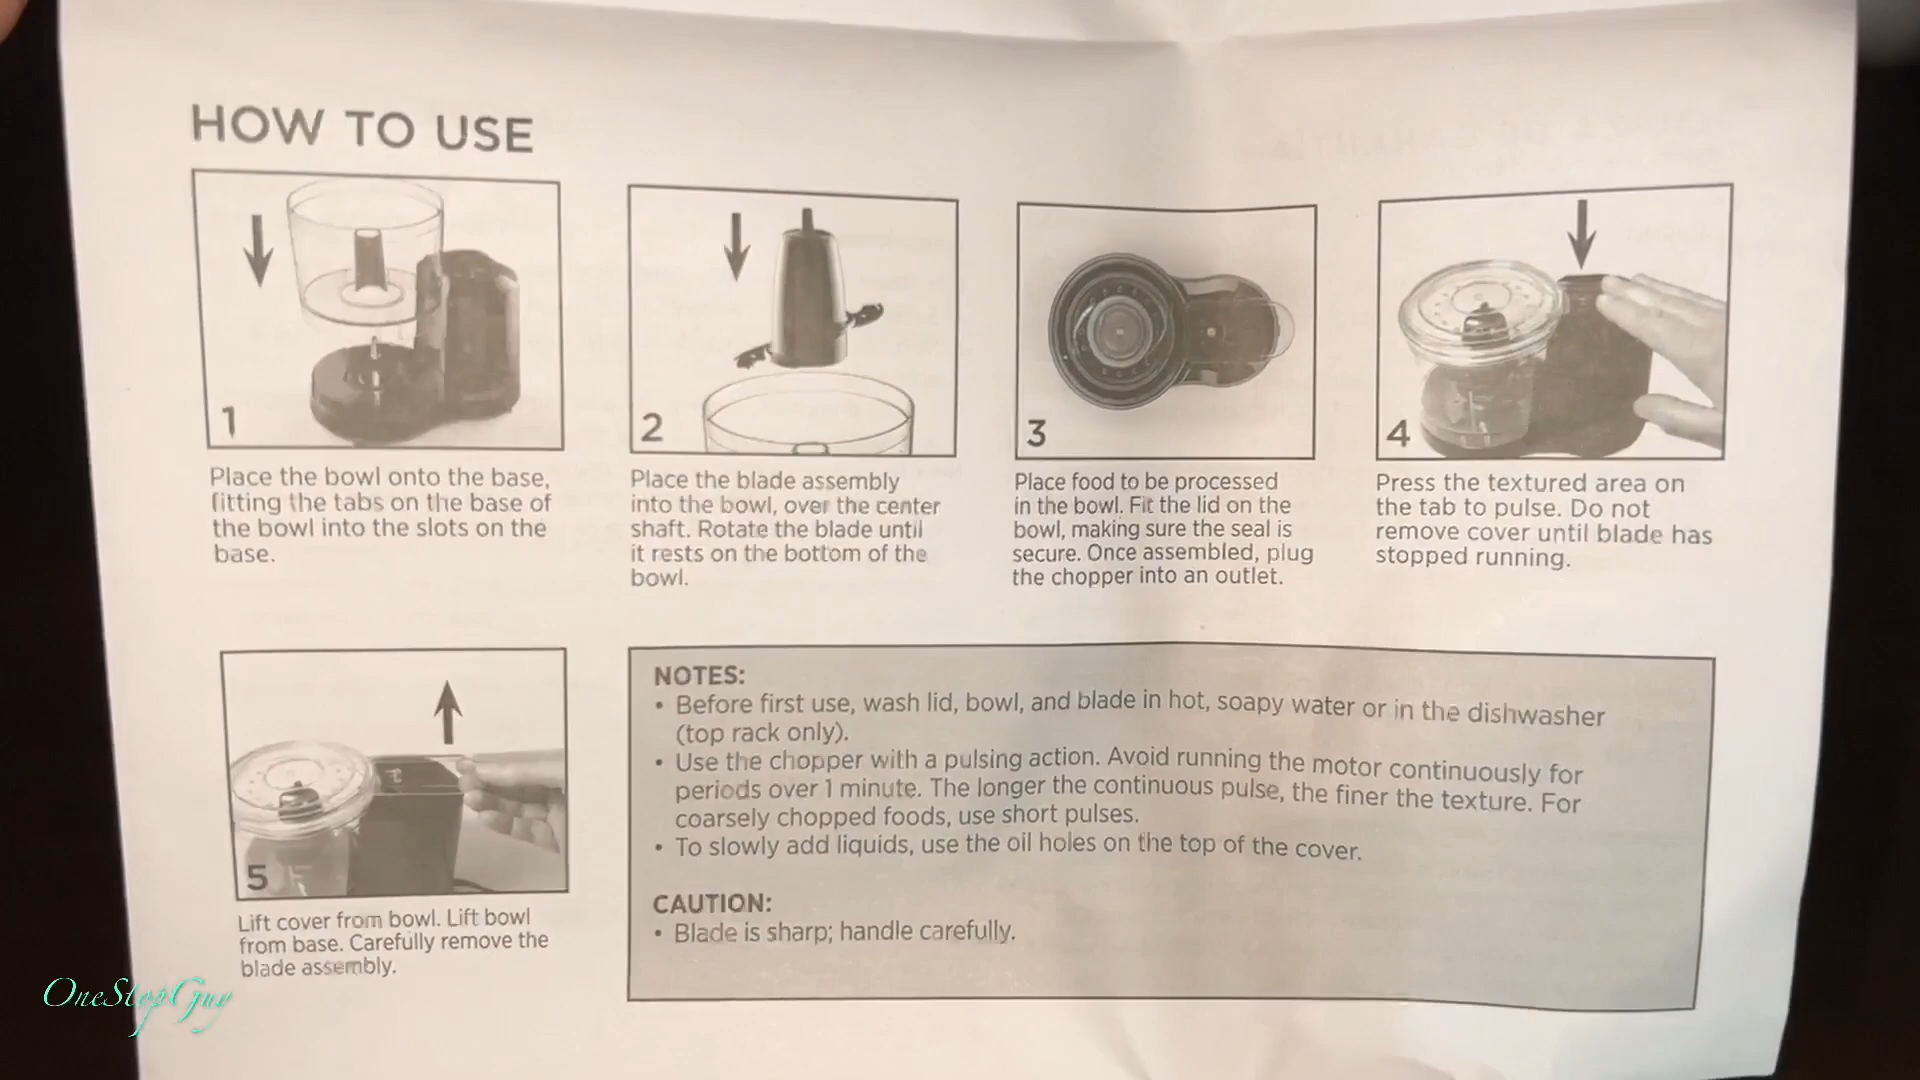 HOW TO USE
1
Place the bowl onto the base,
fitting the tabs on the base of
the bowl into the slots on the
base.
2
Place the blade assembly
into the bowl, over the center
shaft. Rotate the blade until
it rests on the bottom of the
bowl.
3
Place food to be processed
in the bowl. Fit the lid on the
bowl, making sure the seal is
secure. Once assembled, plug
the chopper into an outlet.
4
Press the textured area on
the tab to pulse. Do not
remove cover until blade has
stopped running.
5
Lift cover from bowl. Lift bowl
from base. Carefully remove the
blade assembly.
NOTES:
• Before first use, wash lid, bowl, and blade in hot, soapy water or in the dishwasher
(top rack only).
• Use the chopper with a pulsing action. Avoid running the motor continuously for
periods over 1 minute. The longer the continuous pulse, the finer the texture. For
coarsely chopped foods, use short pulses.
• To slowly add liquids, use the oil holes on the top of the cover.
CAUTION:
• Blade is sharp; handle carefully.
OneStopGuy